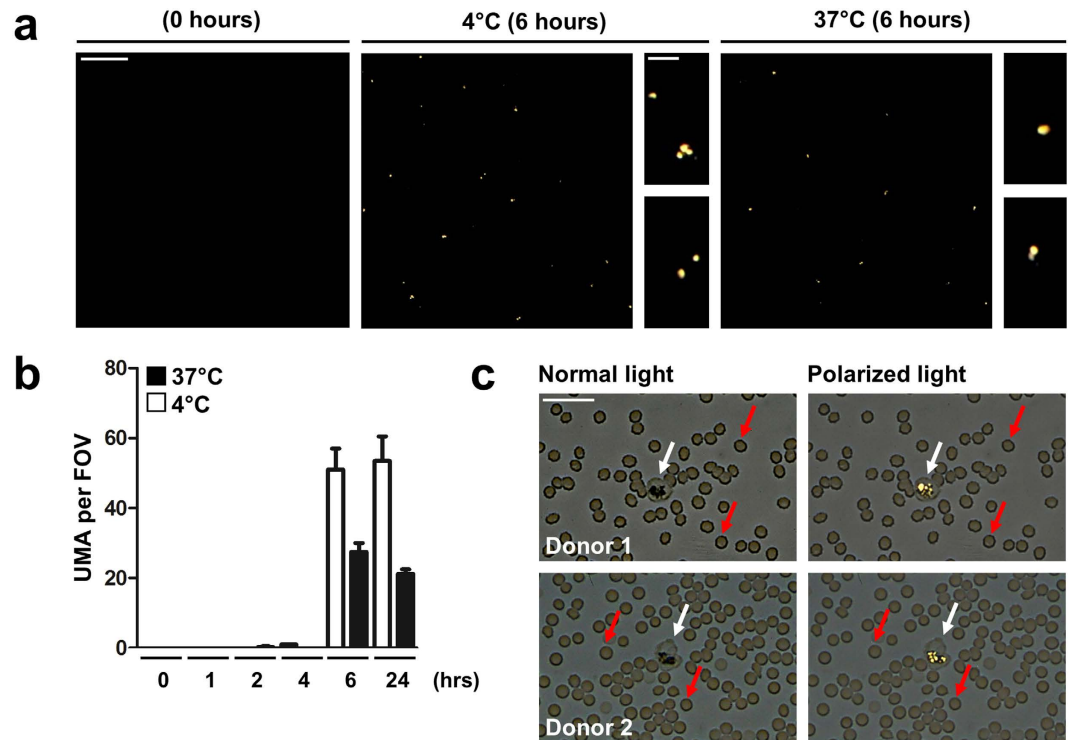 a
(0 hours)
4°C (6 hours)
37°C (6 hours)
b
80
60
40
20
0
UMA per FOV
37°C
4°C
0 1 2 4 6 24 (hrs)
c
Normal light
Polarized light
Donor 1
Donor 2